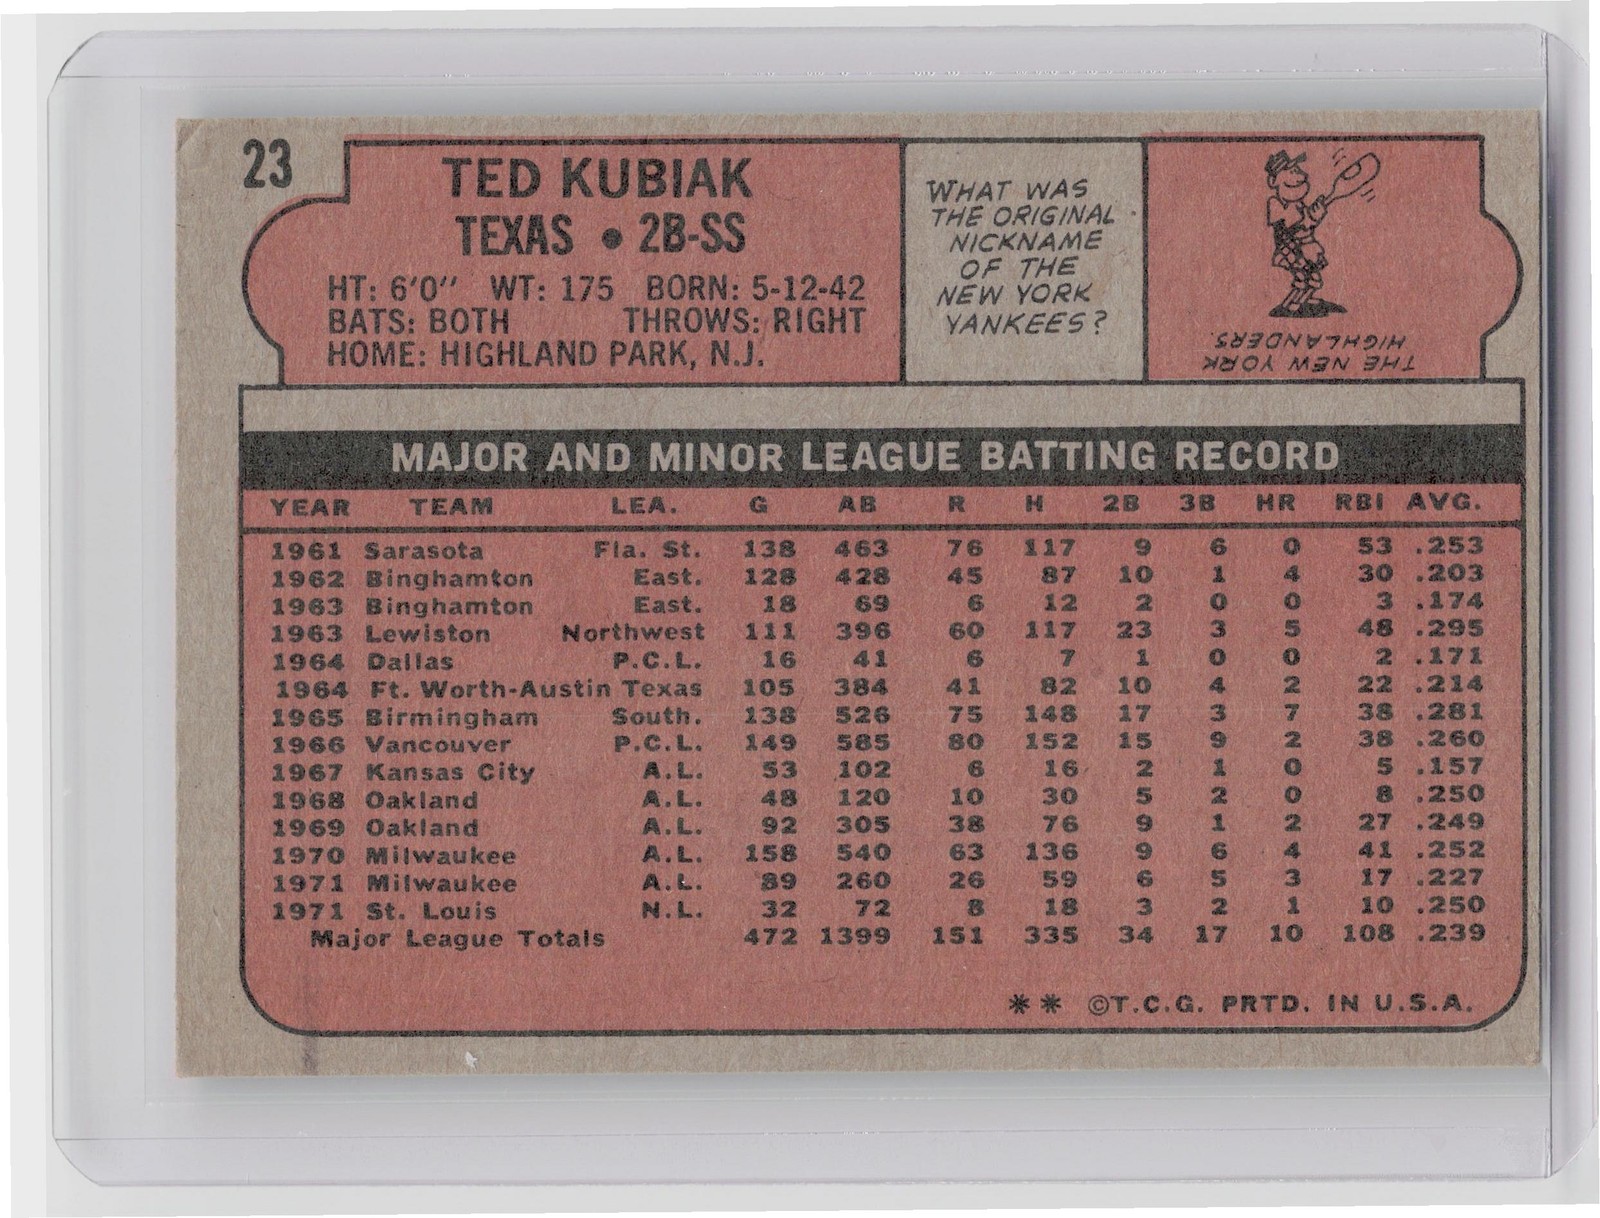 23
TED KUBIAK
TEXAS • 2B-SS
HT: 6'0" WT: 175 BORN: 5-12-42
BATS: BOTH THROWS: RIGHT
HOME: HIGHLAND PARK, N.J.
WHAT WAS
THE ORIGINAL
NICKNAME
OF THE
NEW YORK
YANKEES?
THE NEW YORK
HIGHLANDERS.
MAJOR AND MINOR LEAGUE BATTING RECORD
YEAR TEAM LEA. G AB R H 2B 3B HR RBI AVG.
1961 Sarasota Fla. St. 138 463 76 117 9 6 0 53 .253
1962 Binghamton East. 128 428 45 87 10 1 4 30 .203
1963 Binghamton East. 18 69 6 12 2 0 0 3 .174
1963 Lewiston Northwest 111 396 60 117 23 3 5 48 .295
1964 Dallas P.C.L. 16 41 6 7 1 0 0 2 .171
1964 Ft. Worth-Austin Texas 105 384 41 82 10 4 2 22 .214
1965 Birmingham South. 138 526 75 148 17 3 7 38 .281
1966 Vancouver P.C.L. 149 585 80 152 15 9 2 38 .260
1967 Kansas City A.L. 53 102 6 16 2 1 0 5 .157
1968 Oakland A.L. 48 120 10 30 5 2 0 8 .250
1969 Oakland A.L. 92 305 38 76 9 1 2 27 .249
1970 Milwaukee A.L. 158 540 63 136 9 6 4 41 .252
1971 Milwaukee A.L. 89 260 26 59 6 5 3 17 .227
1971 St. Louis N.L. 32 72 8 18 3 2 1 10 .250
Major League Totals 472 1399 151 335 34 17 10 108 .239
** ©T.C.G. PRTD. IN U.S.A.